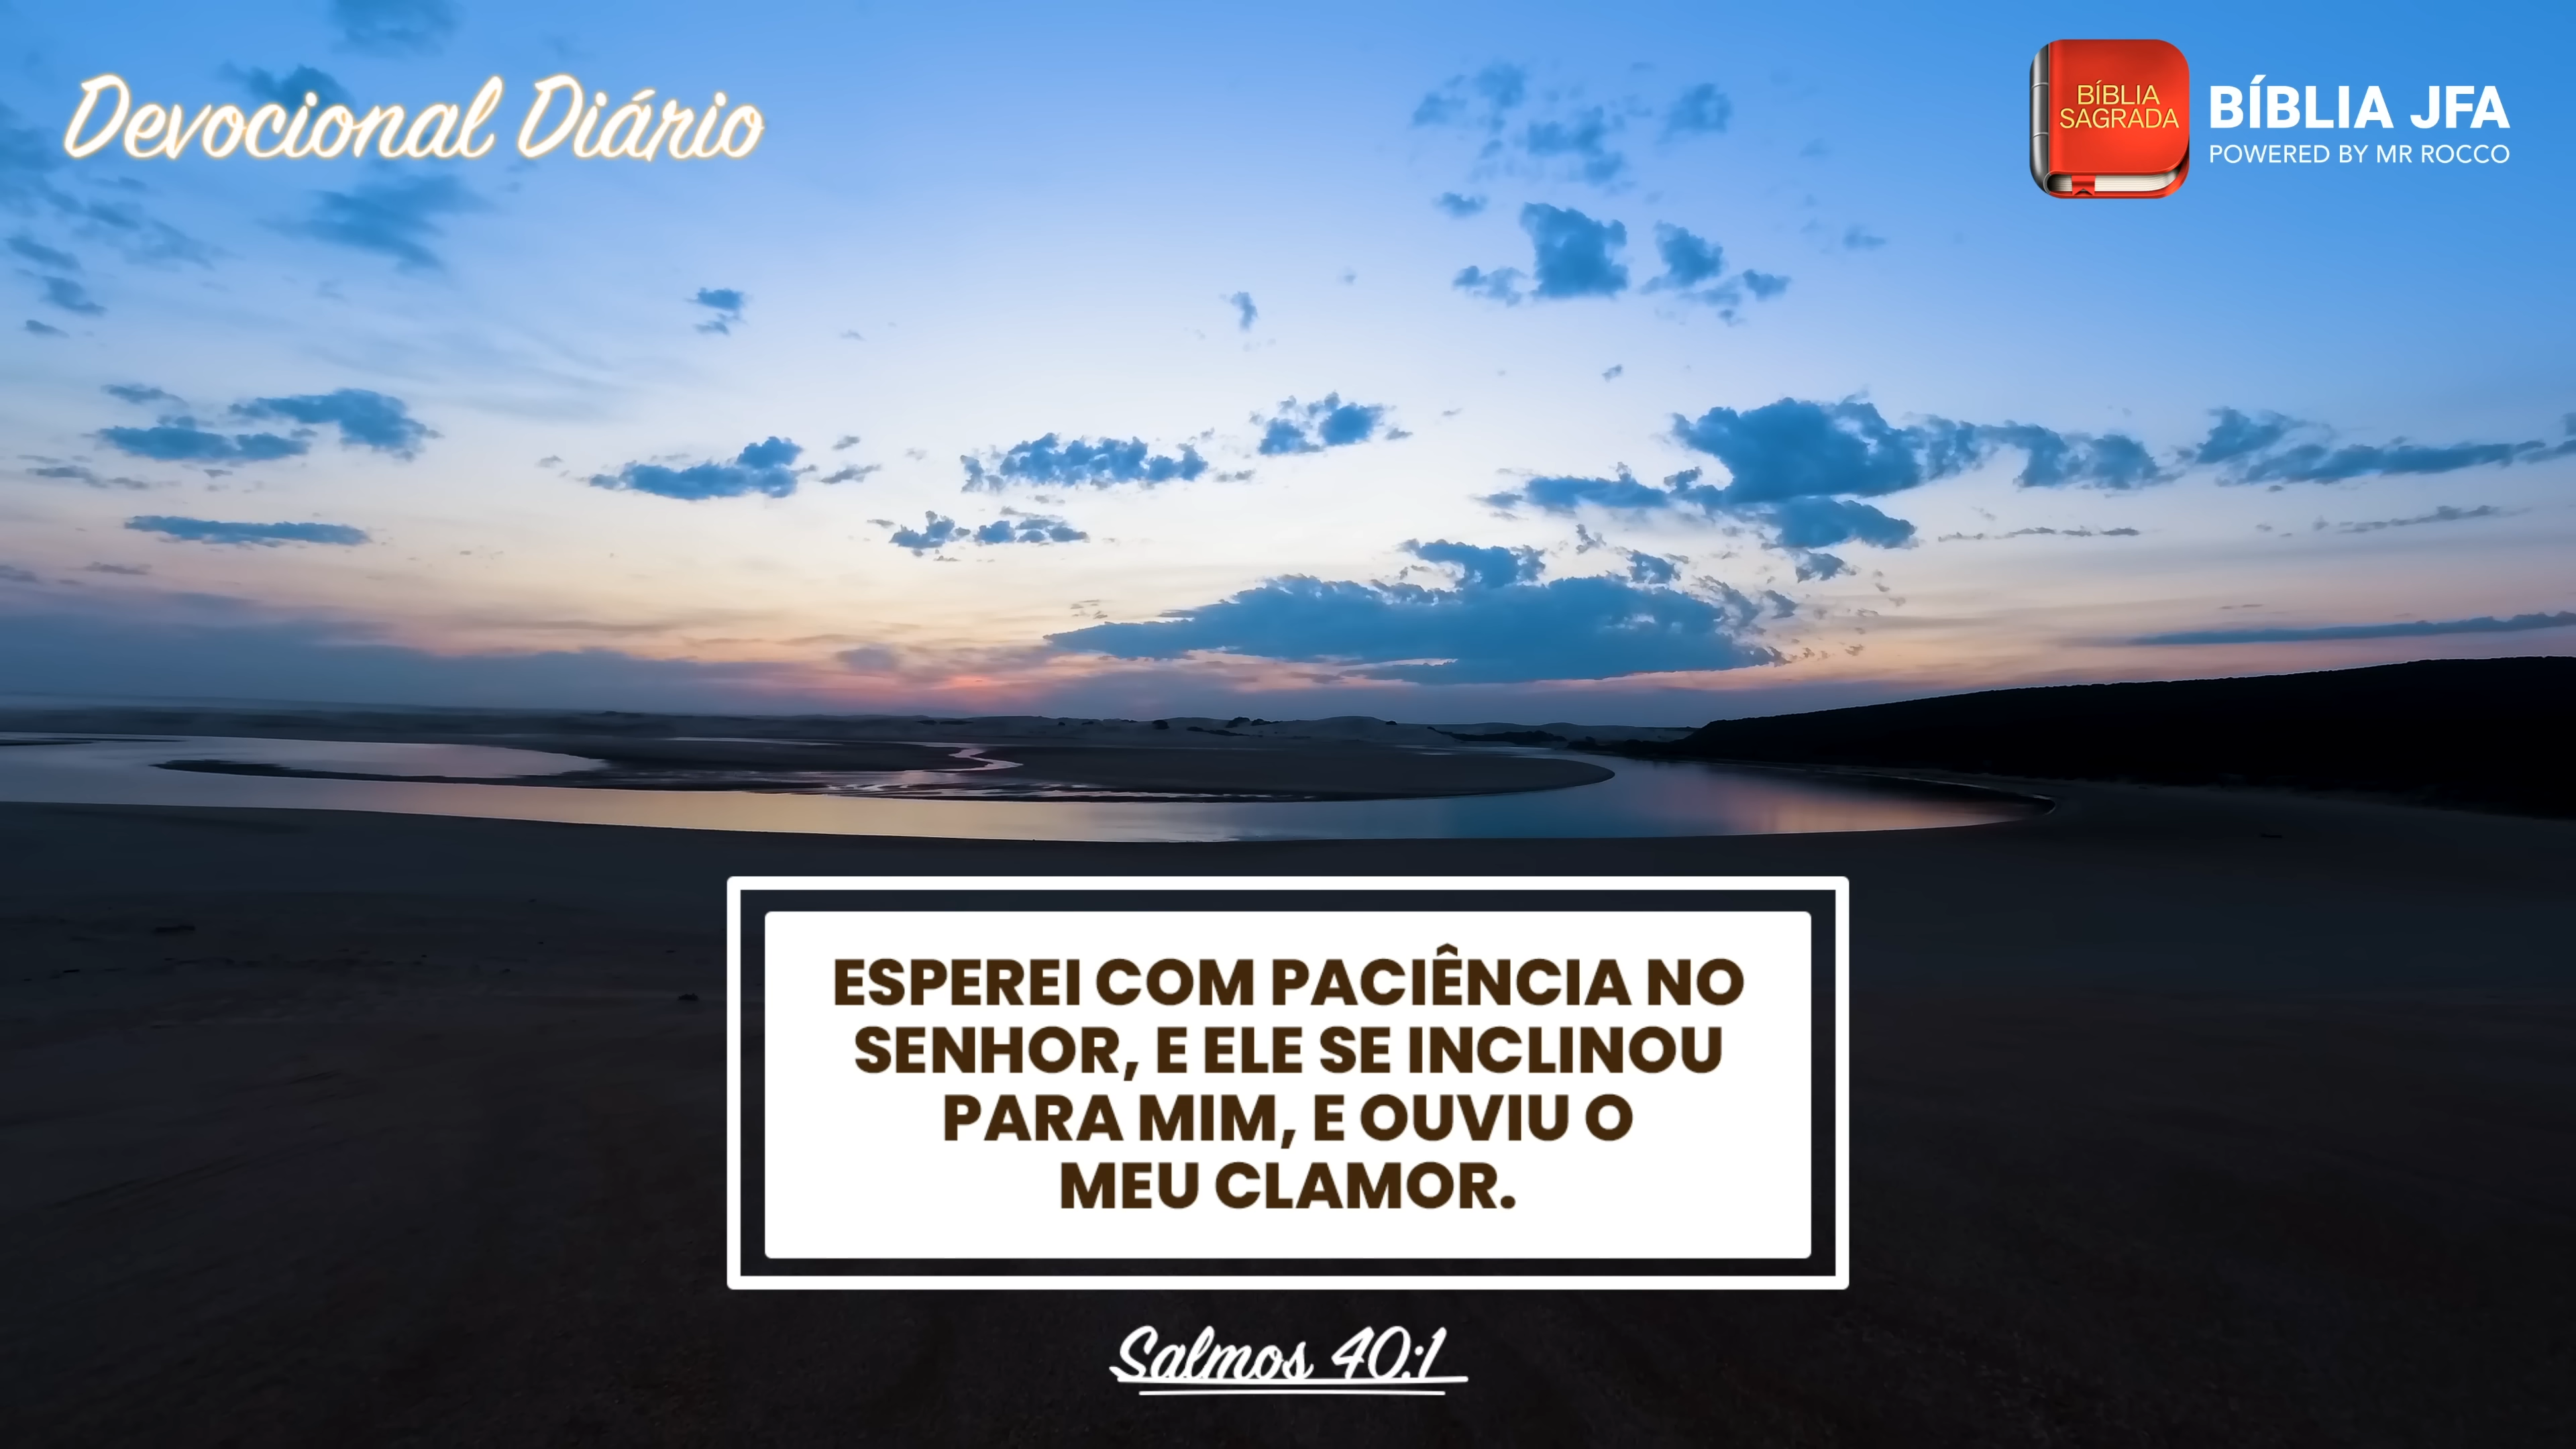 Devocional Diário
BÍBLIA
SAGRADA
BÍBLIA JFA
POWERED BY MR ROCCO
ESPEREI COM PACIÊNCIA NO
SENHOR, E ELE SE INCLINOU
PARA MIM, E OUVIU O
MEU CLAMOR.
Salmos 40:1